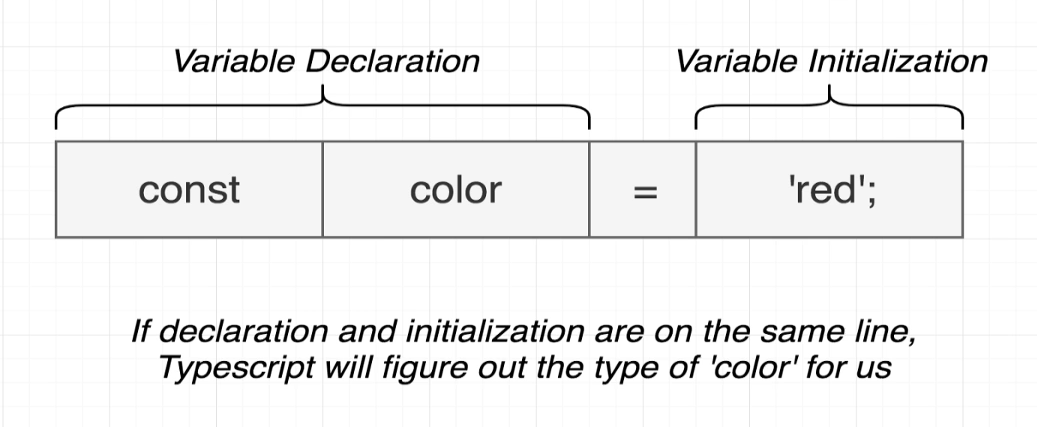 Variable Declaration
Variable Initialization
const color = 'red';
If declaration and initialization are on the same line,
Typescript will figure out the type of 'color' for us